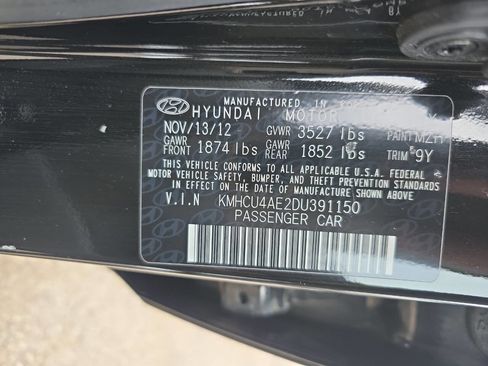 MANUFACTURED IN
HYUNDAI MOTOR
NOV/13/12 GVWR 3527 lbs PAINT
GAWR FRONT 1874 lbs GAWR REAR 1852 lbs TRIM 9Y
THIS VEHICLE CONFORMS TO ALL APPLICABLE U.S.A. FEDERAL
MOTOR VEHICLE SAFETY, BUMPER, AND THEFT PREVENTION
STANDARDS IN EFFECT ON THE DATE OF MANUFACTURE SHOWN ABOVE
V.I.N KMHCU4AE2DU391150
PASSENGER CAR